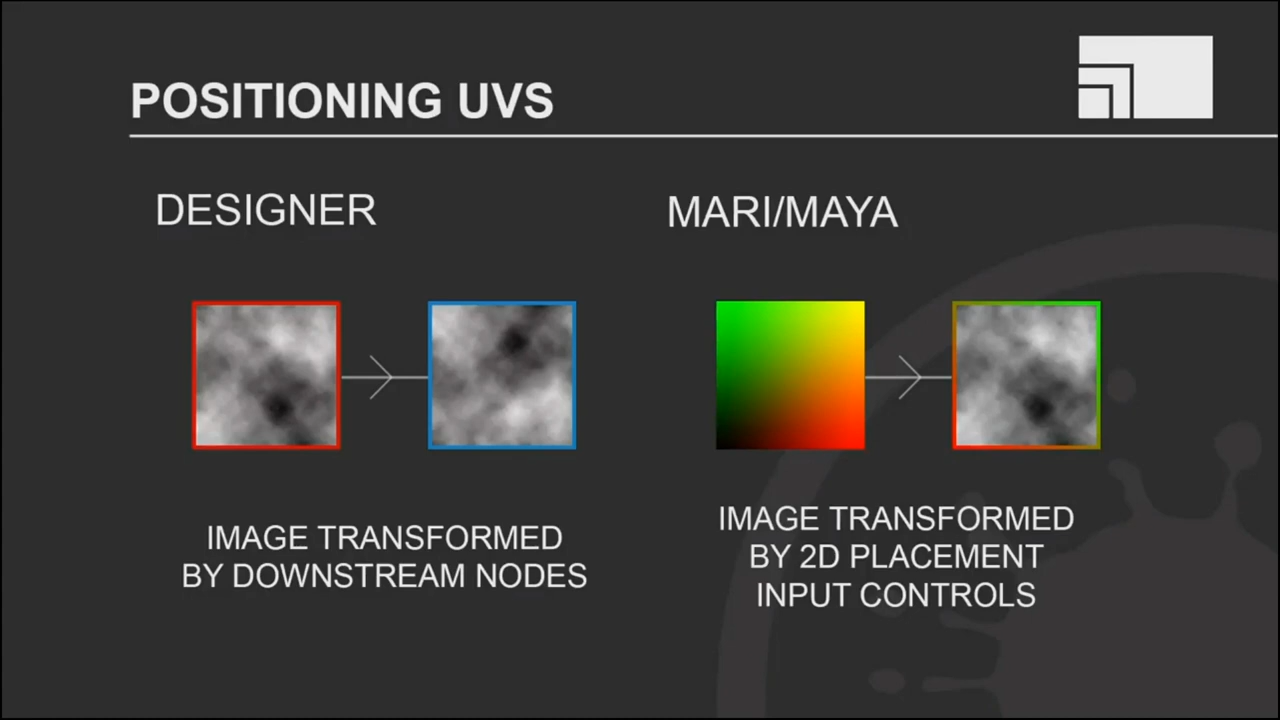 POSITIONING UVS
DESIGNER
IMAGE TRANSFORMED
BY DOWNSTREAM NODES
MARI/MAYA
IMAGE TRANSFORMED
BY 2D PLACEMENT
INPUT CONTROLS